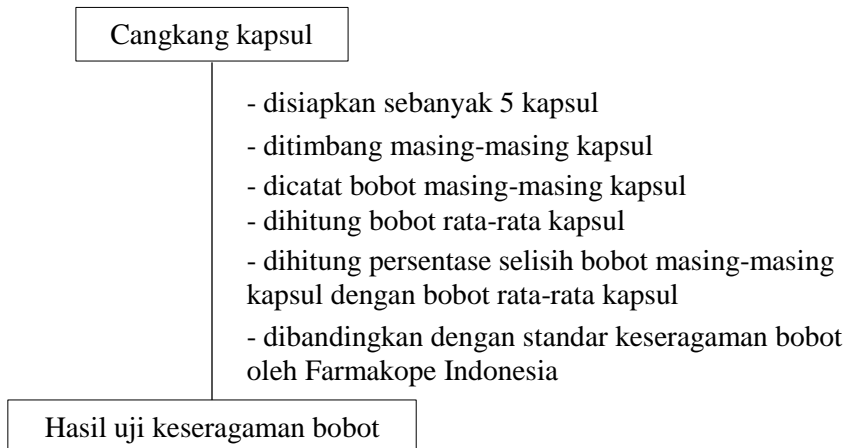 Cangkang kapsul
- disiapkan sebanyak 5 kapsul
- ditimbang masing-masing kapsul
- dicatat bobot masing-masing kapsul
- dihitung bobot rata-rata kapsul
- dihitung persentase selisih bobot masing-masing
kapsul dengan bobot rata-rata kapsul
- dibandingkan dengan standar keseragaman bobot
oleh Farmakope Indonesia
Hasil uji keseragaman bobot